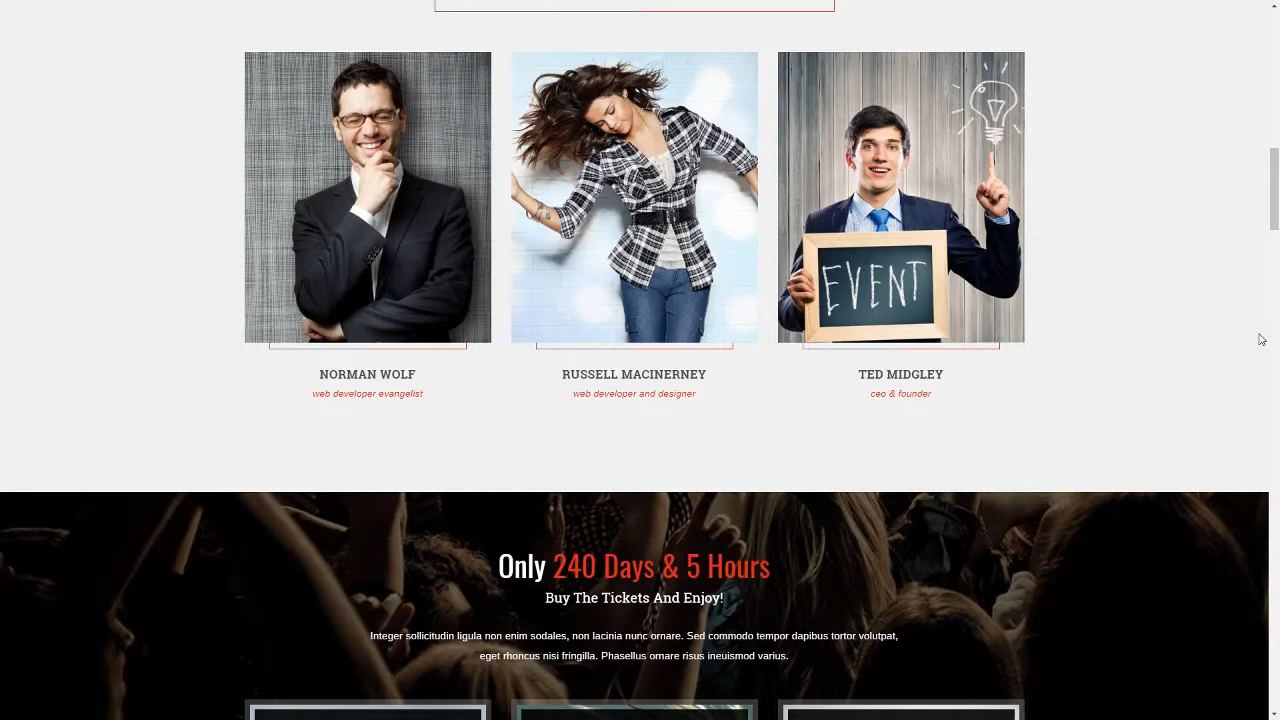 EVENT
NORMAN WOLF
web developer evangelist
RUSSELL MACINERNEY
web developer and designer
TED MIDGLEY
ceo & founder
Only 240 Days & 5 Hours
Buy The Tickets And Enjoy!
Integer sollicitudin ligula non enim sodales, non lacinia nunc ornare. Sed commodo tempor dapibus tortor volutpat,
eget rhoncus nisi fringilla. Phasellus ornare risus ineuismod varius.